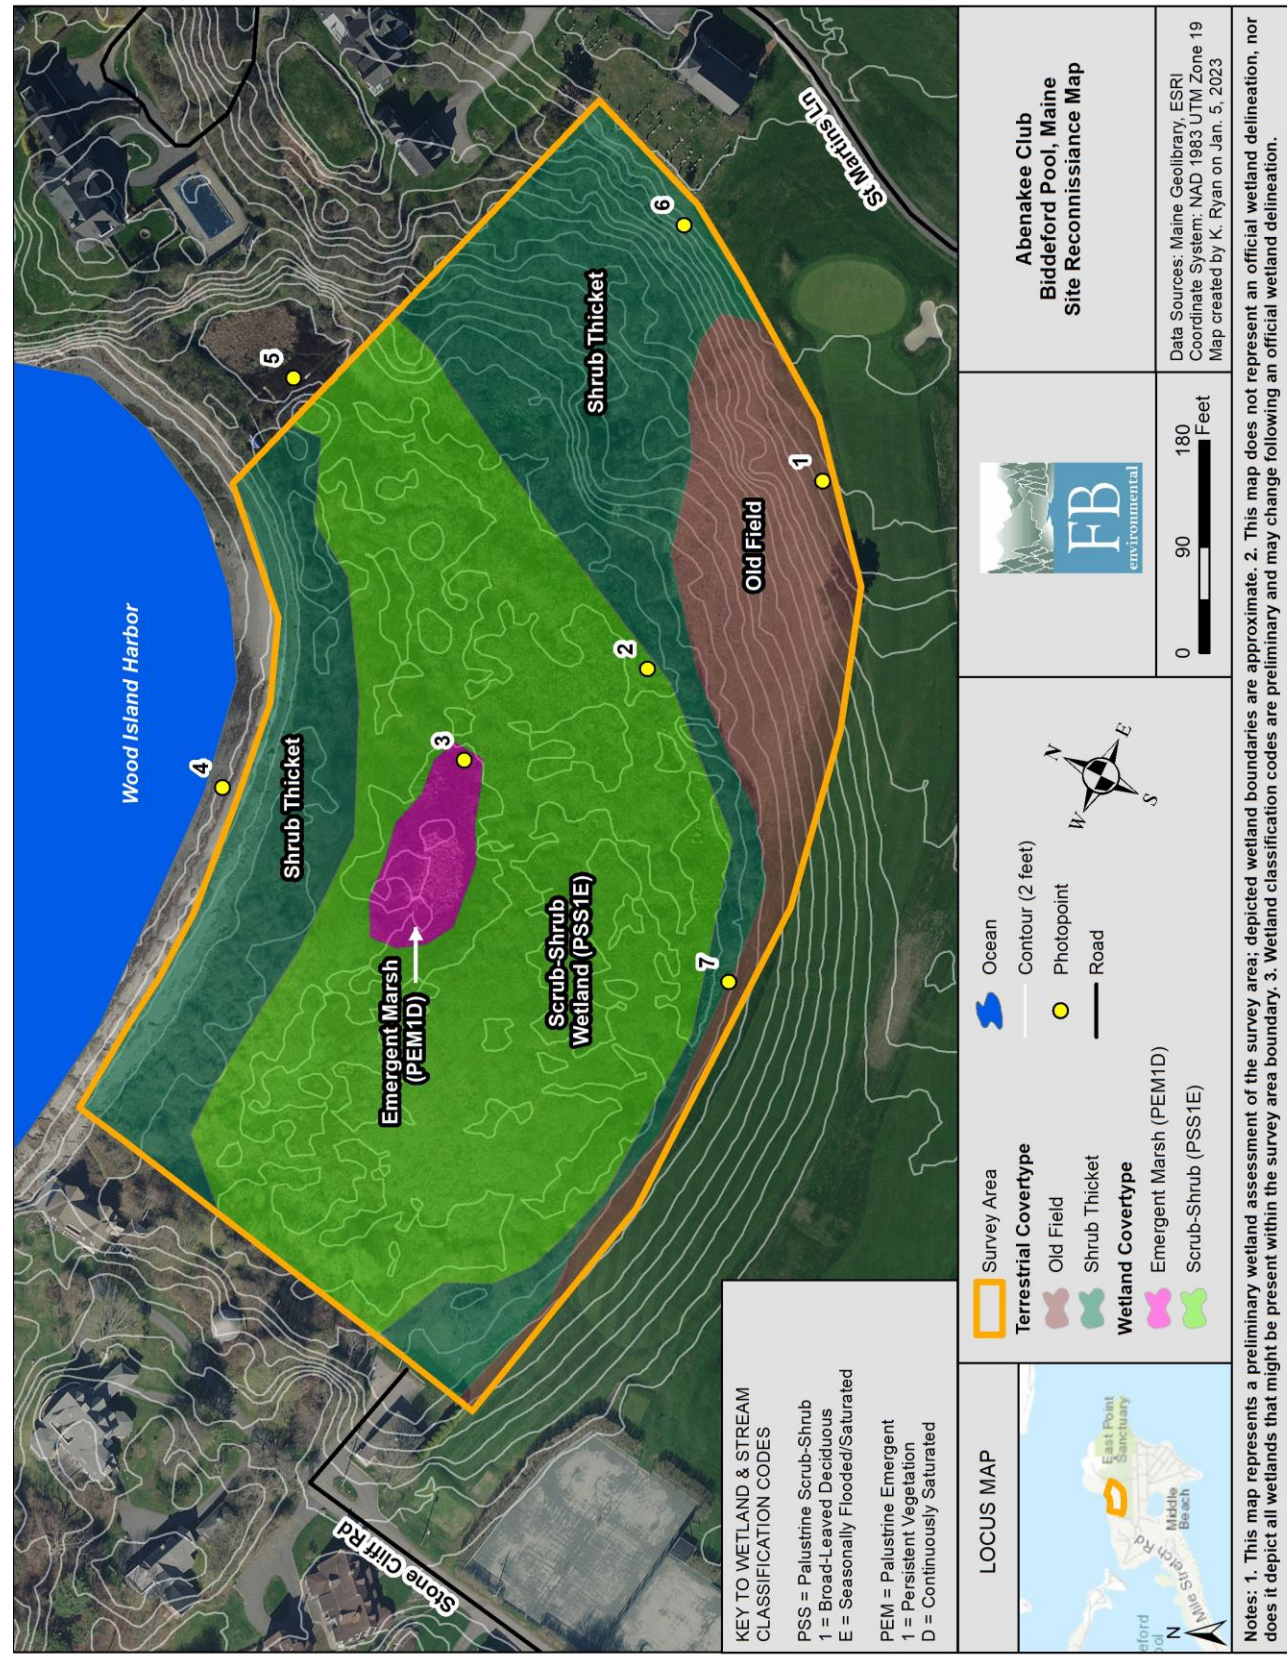 Wood Island Harbor
4
5
Shrub Thicket
3
Emergent Marsh
(PEM1D)
Scrub-Shrub
Wetland (PSS1E)
2
7
Shrub Thicket
6
Old Field
1
St Martins Ln
Stone Cliff Rd
KEY TO WETLAND & STREAM
CLASSIFICATION CODES
PSS = Palustrine Scrub-Shrub
1 = Broad-Leaved Deciduous
E = Seasonally Flooded/Saturated
PEM = Palustrine Emergent
1 = Persistent Vegetation
D = Continuously Saturated
LOCUS MAP
East Point
Sanctuary
Middle
Beach
Mile Stretch Rd
eford
ool
N
Survey Area
Terrestrial Covertype
Old Field
Shrub Thicket
Wetland Covertype
Emergent Marsh (PEM1D)
Scrub-Shrub (PSS1E)
Ocean
Contour (2 feet)
Photopoint
Road
N
E
S
W
FB
environmental
0 90 180
Feet
Abenakee Club
Biddeford Pool, Maine
Site Reconnissiance Map
Data Sources: Maine Geolibrary, ESRI
Coordinate System: NAD 1983 UTM Zone 19
Map created by K. Ryan on Jan. 5, 2023
Notes: 1. This map represents a preliminary wetland assessment of the survey area; depicted wetland boundaries are approximate. 2. This map does not represent an official wetland delineation, nor
does it depict all wetlands that might be present within the survey area boundary. 3. Wetland classification codes are preliminary and may change following an official wetland delineation.